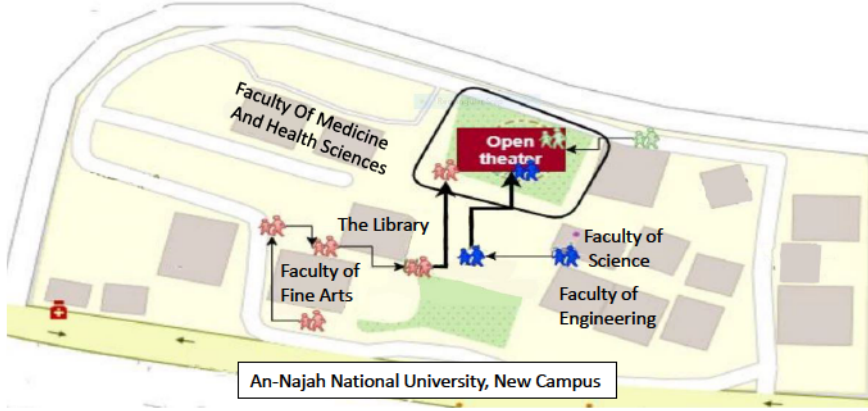 Faculty Of Medicine
And Health Sciences
Open
theater
The Library
Faculty of
Science
Faculty of
Fine Arts
Faculty of
Engineering
An-Najah National University, New Campus